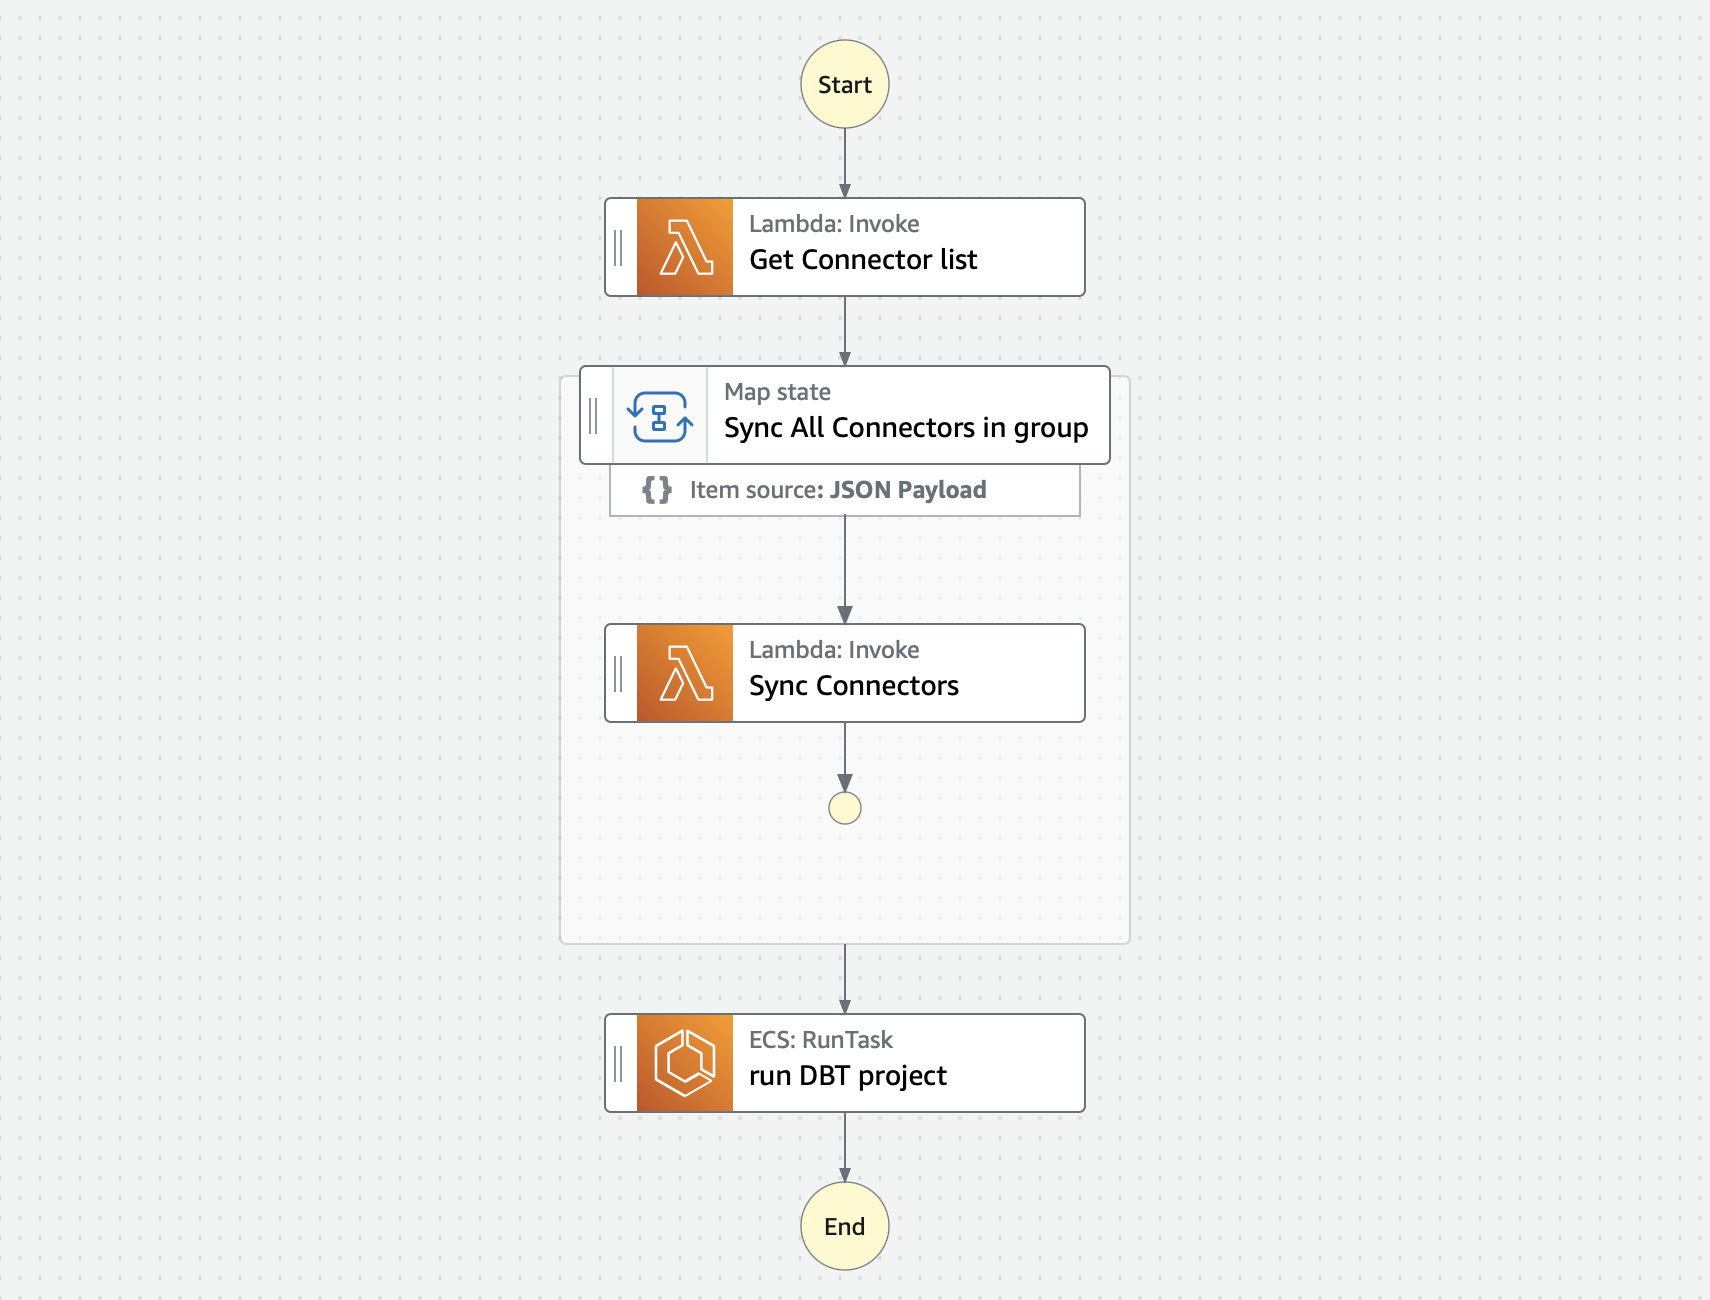 Start
Lambda: Invoke
Get Connector list
Map state
Sync All Connectors in group
{} Item source: JSON Payload
Lambda: Invoke
Sync Connectors
ECS: RunTask
run DBT project
End